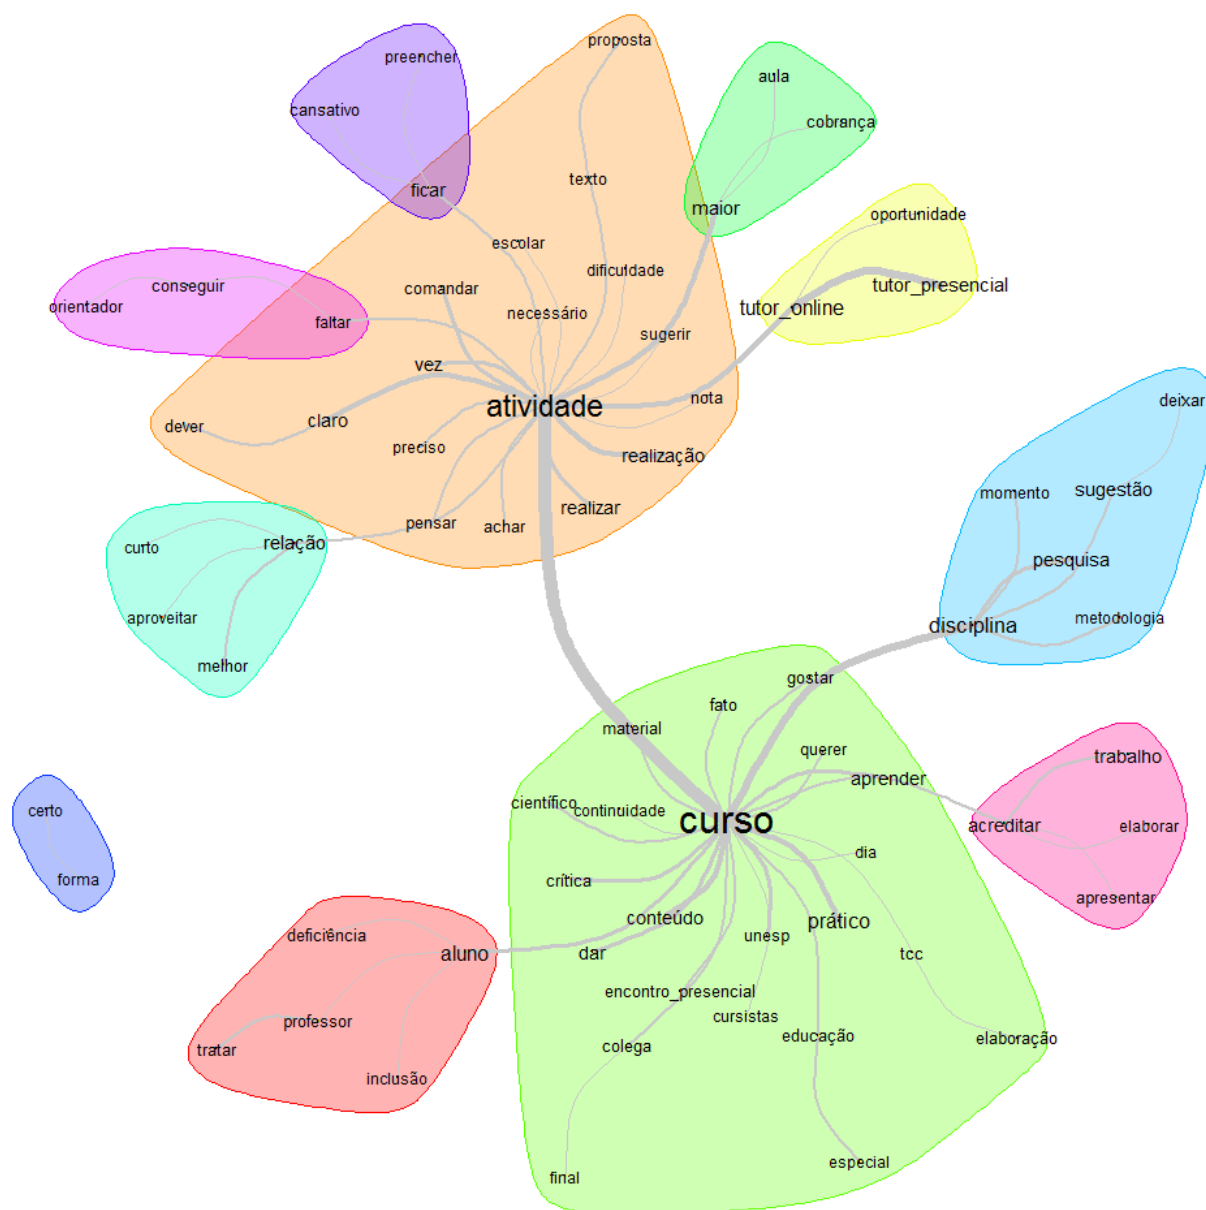 proposta
preencher
aula
cansativo
cobrança
texto
ficar
maior
oportunidade
escolar
dificuldade
conseguir
comandar
tutor_presencial
orientador
necessário
tutor_online
faltar
sugerir
vez
nota
deixar
atividade
claro
dever
preciso
realização
momento
sugestão
realizar
pensar
achar
relação
curto
pesquisa
aproveitar
metodologia
disciplina
melhor
gostar
fato
material
querer
trabalho
aprender
científico
continuidade
certo
curso
acreditar
elaborar
dia
forma
crítica
apresentar
conteúdo
prático
deficiência
unesp
aluno
dar
tcc
encontro_presencial
cursistas
professor
educação
elaboração
colega
tratar
inclusão
especial
final